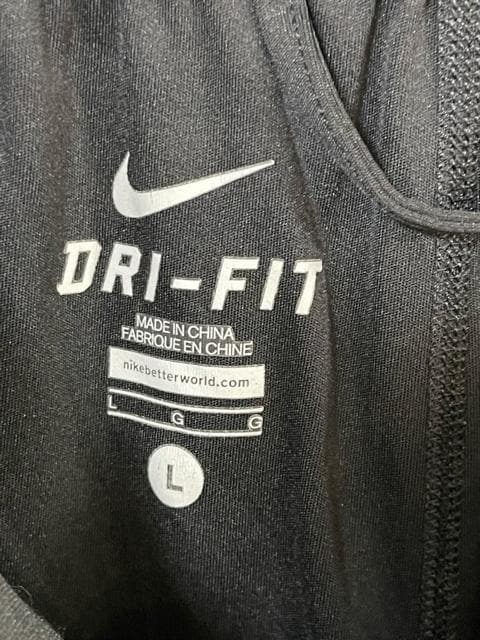 DRI-FIT
MADE IN CHINA
FABRIQUE EN CHINE
nikebetterworld.com
L G G
L